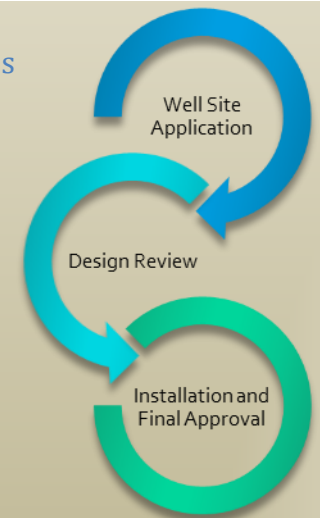 s
Well Site
Application
Design Review
Installation and
Final Approval